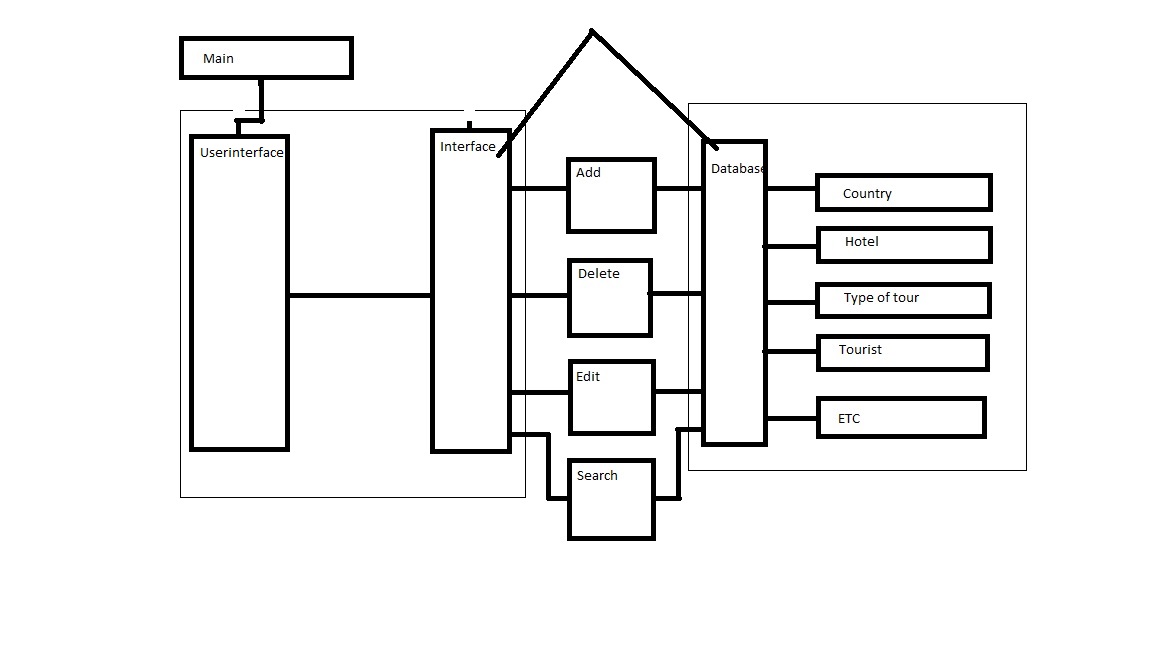 Main
Userinterface
Interface
Add
Delete
Edit
Search
Database
Country
Hotel
Type of tour
Tourist
ETC